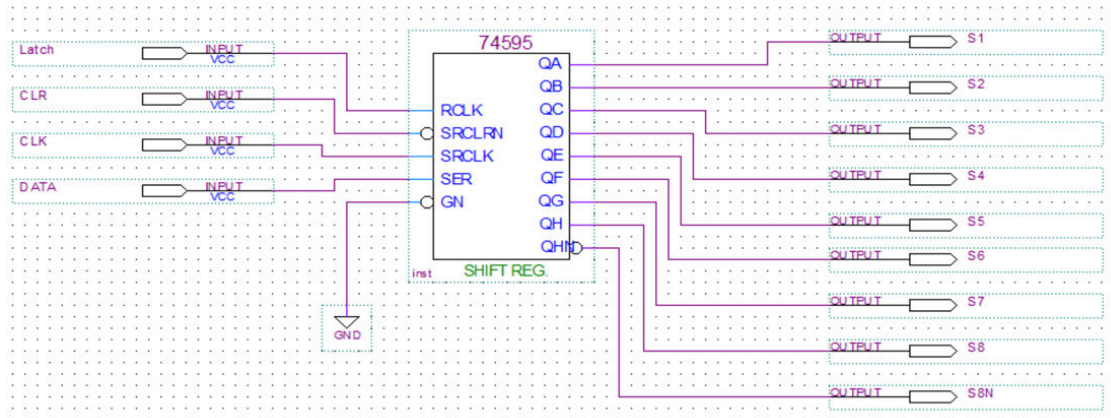 Latch
INPUT
VCC
CLR
INPUT
VCC
CLK
INPUT
VCC
DATA
INPUT
VCC
GND
74595
RCLK
SRCLRN
SRCLK
SER
GN
QA
QB
QC
QD
QE
QF
QG
QH
QHN
inst
SHIFT REG.
OUTPUT S1
OUTPUT S2
OUTPUT S3
OUTPUT S4
OUTPUT S5
OUTPUT S6
OUTPUT S7
OUTPUT S8
OUTPUT S8N